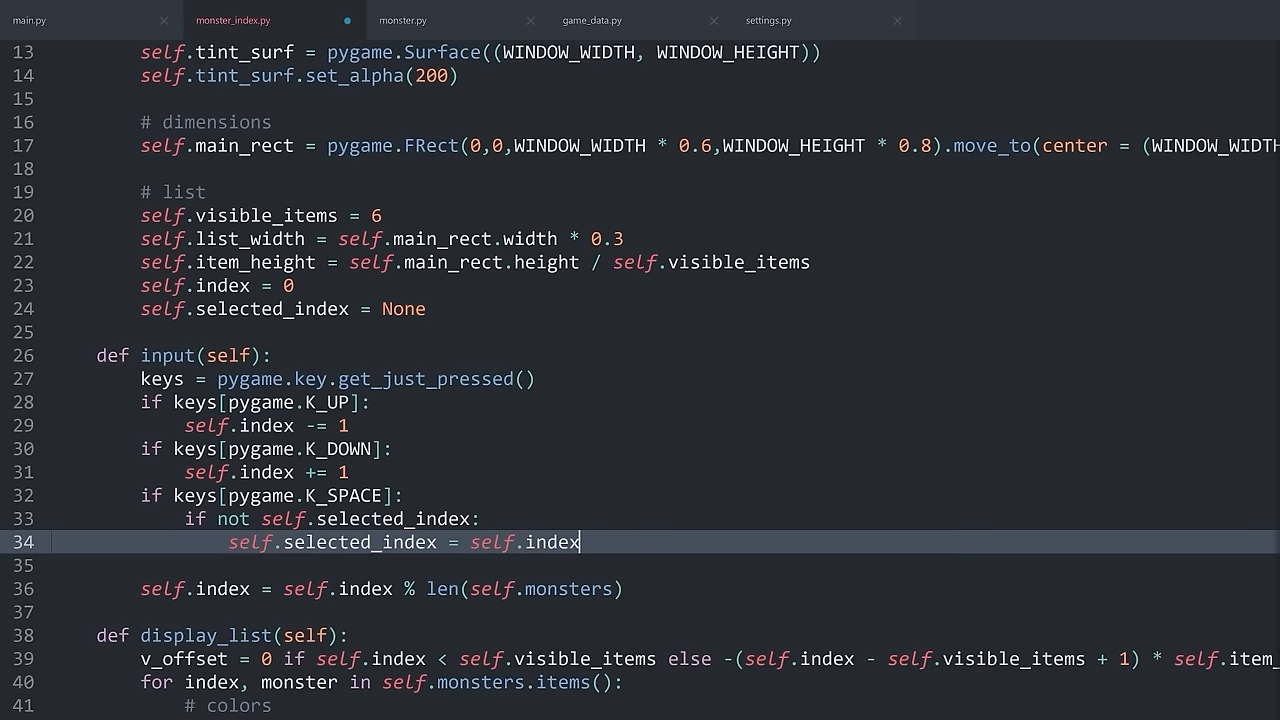 main.py monster_index.py monster.py game_data.py settings.py
13 self.tint_surf = pygame.Surface((WINDOW_WIDTH, WINDOW_HEIGHT))
14 self.tint_surf.set_alpha(200)
15
16 # dimensions
17 self.main_rect = pygame.FRect(0,0,WINDOW_WIDTH * 0.6,WINDOW_HEIGHT * 0.8).move_to(center = (WINDOW_WIDTH
18
19 # list
20 self.visible_items = 6
21 self.list_width = self.main_rect.width * 0.3
22 self.item_height = self.main_rect.height / self.visible_items
23 self.index = 0
24 self.selected_index = None
25
26 def input(self):
27 keys = pygame.key.get_just_pressed()
28 if keys[pygame.K_UP]:
29 self.index -= 1
30 if keys[pygame.K_DOWN]:
31 self.index += 1
32 if keys[pygame.K_SPACE]:
33 if not self.selected_index:
34 self.selected_index = self.index
35
36 self.index = self.index % len(self.monsters)
37
38 def display_list(self):
39 v_offset = 0 if self.index < self.visible_items else -(self.index - self.visible_items + 1) * self.item_
40 for index, monster in self.monsters.items():
41 # colors